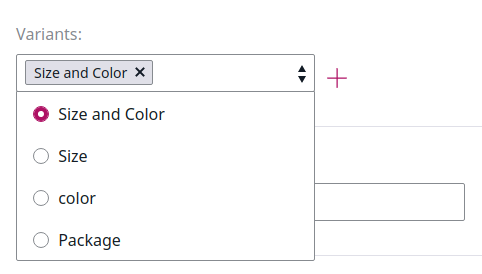 Variants:
Size and Color
Size and Color
Size
color
Package